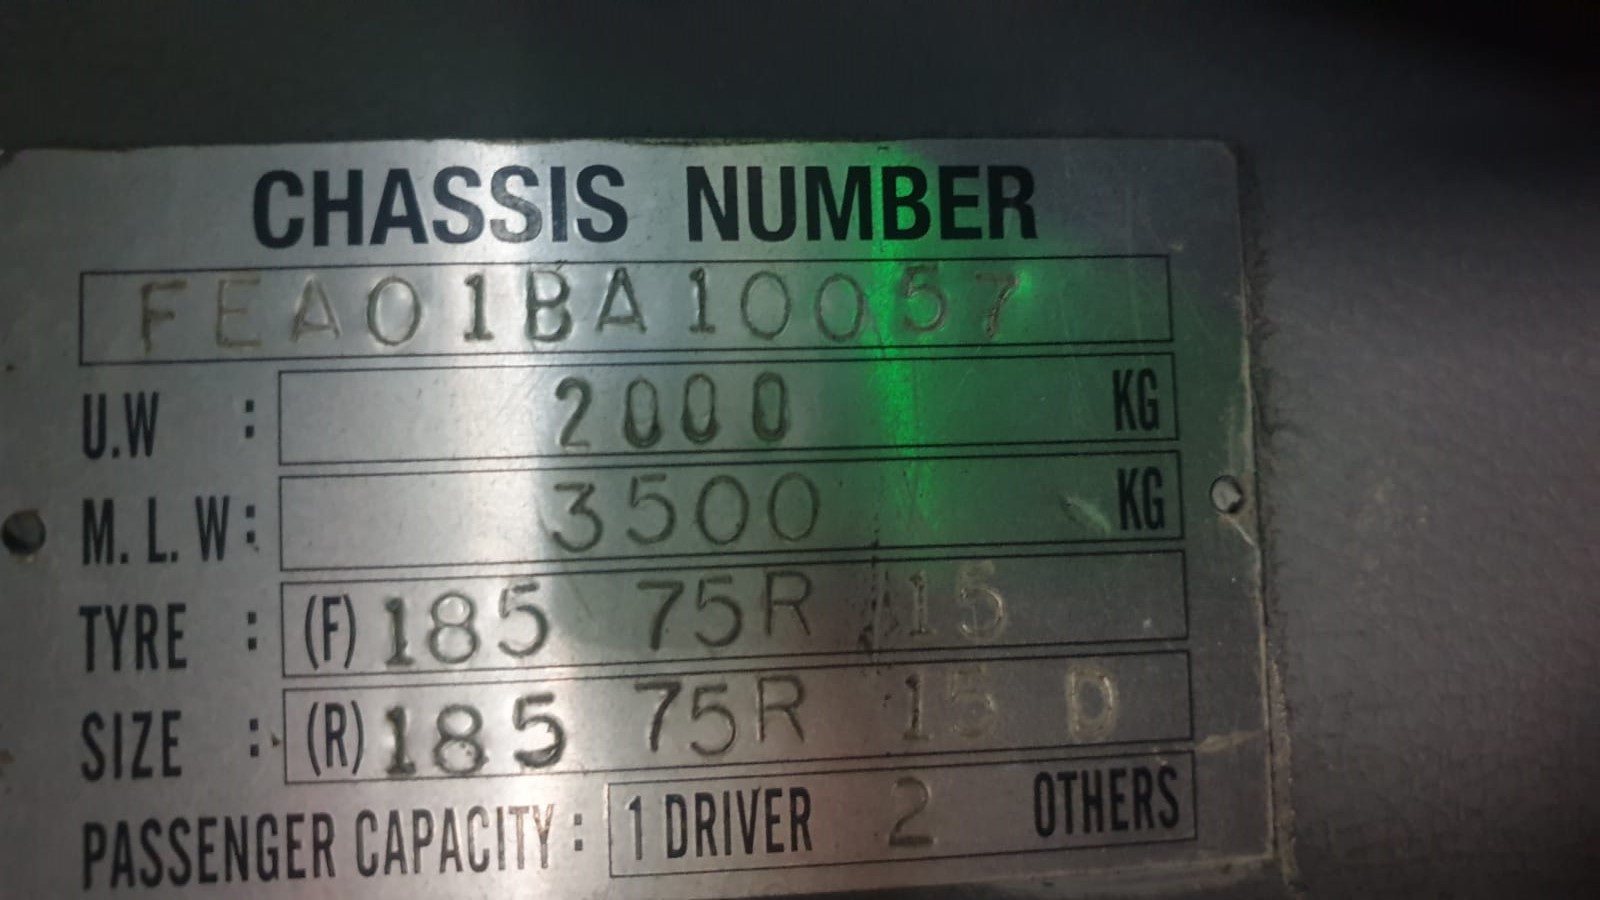 CHASSIS NUMBER
FEA01BA10057
U.W : 2000 KG
M.L.W: 3500 KG
TYRE : (F) 185 75R 15
SIZE : (R) 185 75R 15 D
PASSENGER CAPACITY: 1 DRIVER 2 OTHERS